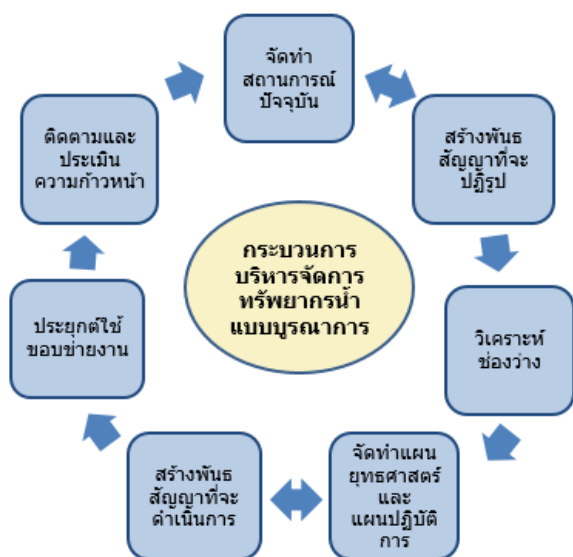 จัดทำ
สถานการณ์
ปัจจุบัน
สร้างพันธ
สัญญาที่จะ
ปฏิรูป
วิเคราะห์
ช่องว่าง
จัดทำแผน
ยุทธศาสตร์
และ
แผนปฏิบัติ
การ
สร้างพันธ
สัญญาที่จะ
ดำเนินการ
ประยุกต์ใช้
ขอบข่ายงาน
ติดตามและ
ประเมิน
ความก้าวหน้า
กระบวนการ
บริหารจัดการ
ทรัพยากรน้ำ
แบบบูรณาการ